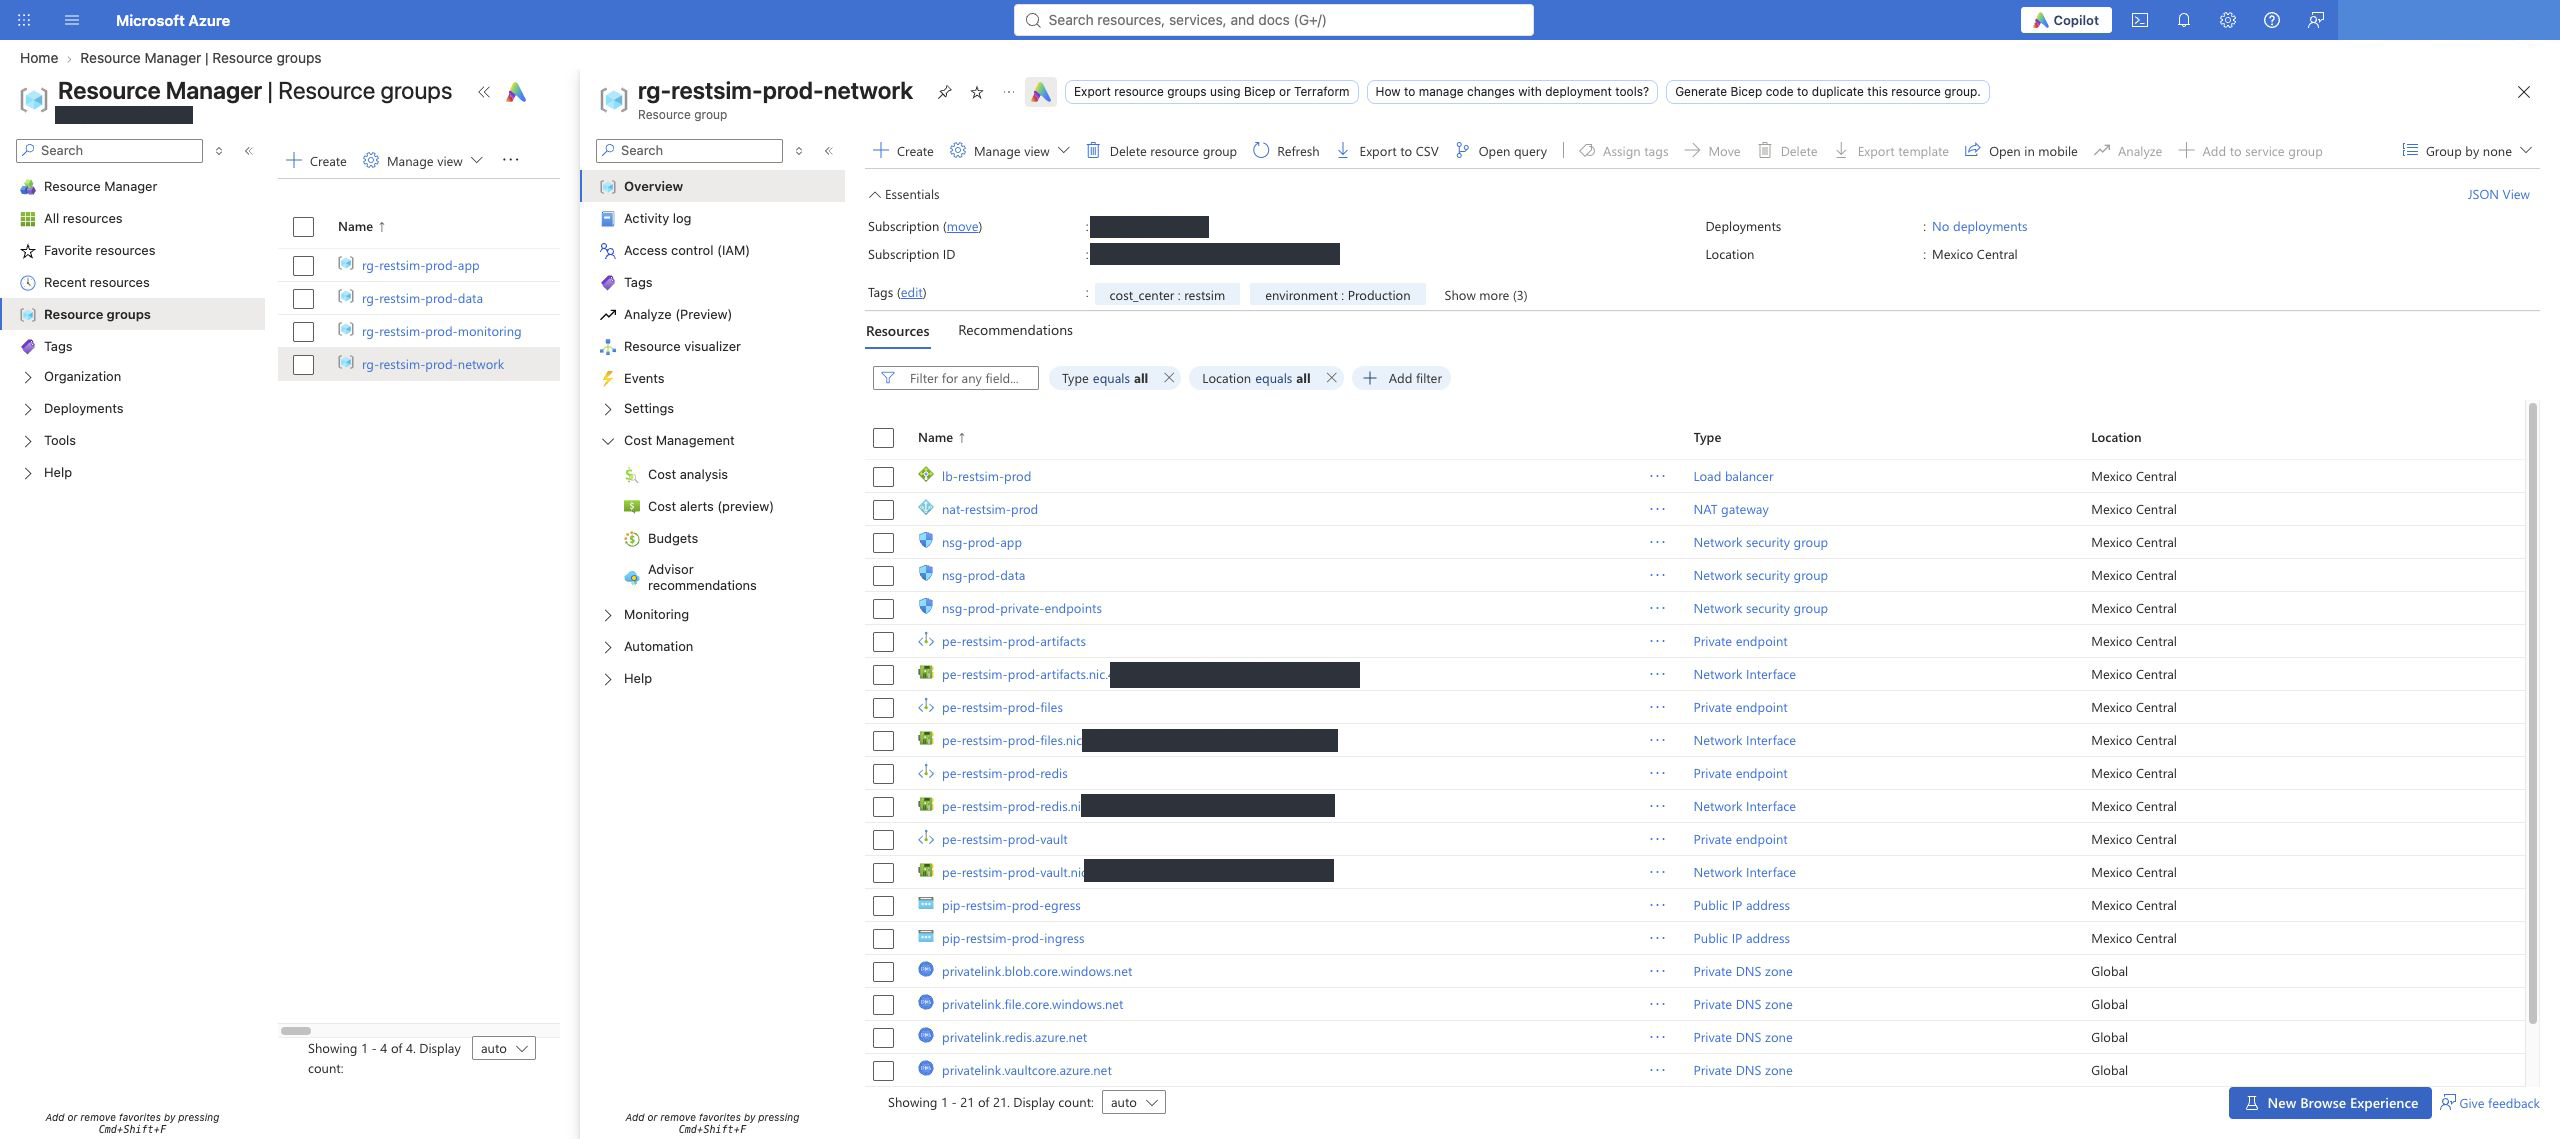 Microsoft Azure
Search resources, services, and docs (G+/)
Copilot
Home > Resource Manager | Resource groups
Resource Manager | Resource groups
Search
Resource Manager
All resources
Favorite resources
Recent resources
Resource groups
Tags
Organization
Deployments
Tools
Help
Add or remove favorites by pressing
Cmd+Shift+F
Create
Manage view
Name ↑
rg-restsim-prod-app
rg-restsim-prod-data
rg-restsim-prod-monitoring
rg-restsim-prod-network
Showing 1 - 4 of 4. Display
count:
auto
rg-restsim-prod-network
Resource group
Export resource groups using Bicep or Terraform
How to manage changes with deployment tools?
Generate Bicep code to duplicate this resource group.
Search
Overview
Activity log
Access control (IAM)
Tags
Analyze (Preview)
Resource visualizer
Events
Settings
Cost Management
Cost analysis
Cost alerts (preview)
Budgets
Advisor
recommendations
Monitoring
Automation
Help
Add or remove favorites by pressing
Cmd+Shift+F
Create Manage view Delete resource group Refresh Export to CSV Open query | Assign tags Move Delete Export template Open in mobile Analyze Add to service group Group by none
Essentials
JSON View
Subscription (move) :
Deployments : No deployments
Subscription ID :
Location : Mexico Central
Tags (edit) : cost_center : restsim environment : Production Show more (3)
Resources Recommendations
Filter for any field... Type equals all Location equals all Add filter
Name ↑ Type Location
lb-restsim-prod Load balancer Mexico Central
nat-restsim-prod NAT gateway Mexico Central
nsg-prod-app Network security group Mexico Central
nsg-prod-data Network security group Mexico Central
nsg-prod-private-endpoints Network security group Mexico Central
pe-restsim-prod-artifacts Private endpoint Mexico Central
pe-restsim-prod-artifacts.nic. Network Interface Mexico Central
pe-restsim-prod-files Private endpoint Mexico Central
pe-restsim-prod-files.nic Network Interface Mexico Central
pe-restsim-prod-redis Private endpoint Mexico Central
pe-restsim-prod-redis.ni Network Interface Mexico Central
pe-restsim-prod-vault Private endpoint Mexico Central
pe-restsim-prod-vault.nic Network Interface Mexico Central
pip-restsim-prod-egress Public IP address Mexico Central
pip-restsim-prod-ingress Public IP address Mexico Central
privatelink.blob.core.windows.net Private DNS zone Global
privatelink.file.core.windows.net Private DNS zone Global
privatelink.redis.azure.net Private DNS zone Global
privatelink.vaultcore.azure.net Private DNS zone Global
Showing 1 - 21 of 21. Display count: auto
New Browse Experience
Give feedback